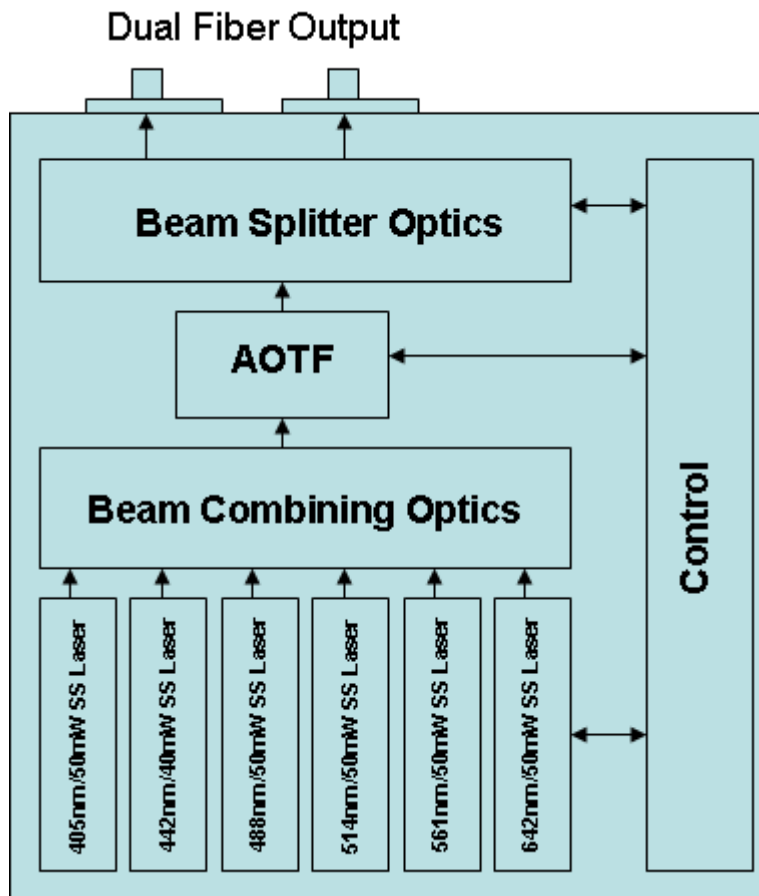 Dual Fiber Output
Beam Splitter Optics
AOTF
Beam Combining Optics
405nm/50mW SS Laser
442nm/40mW SS Laser
488nm/50mW SS Laser
514nm/50mW SS Laser
561nm/50mW SS Laser
642nm/50mW SS Laser
Control